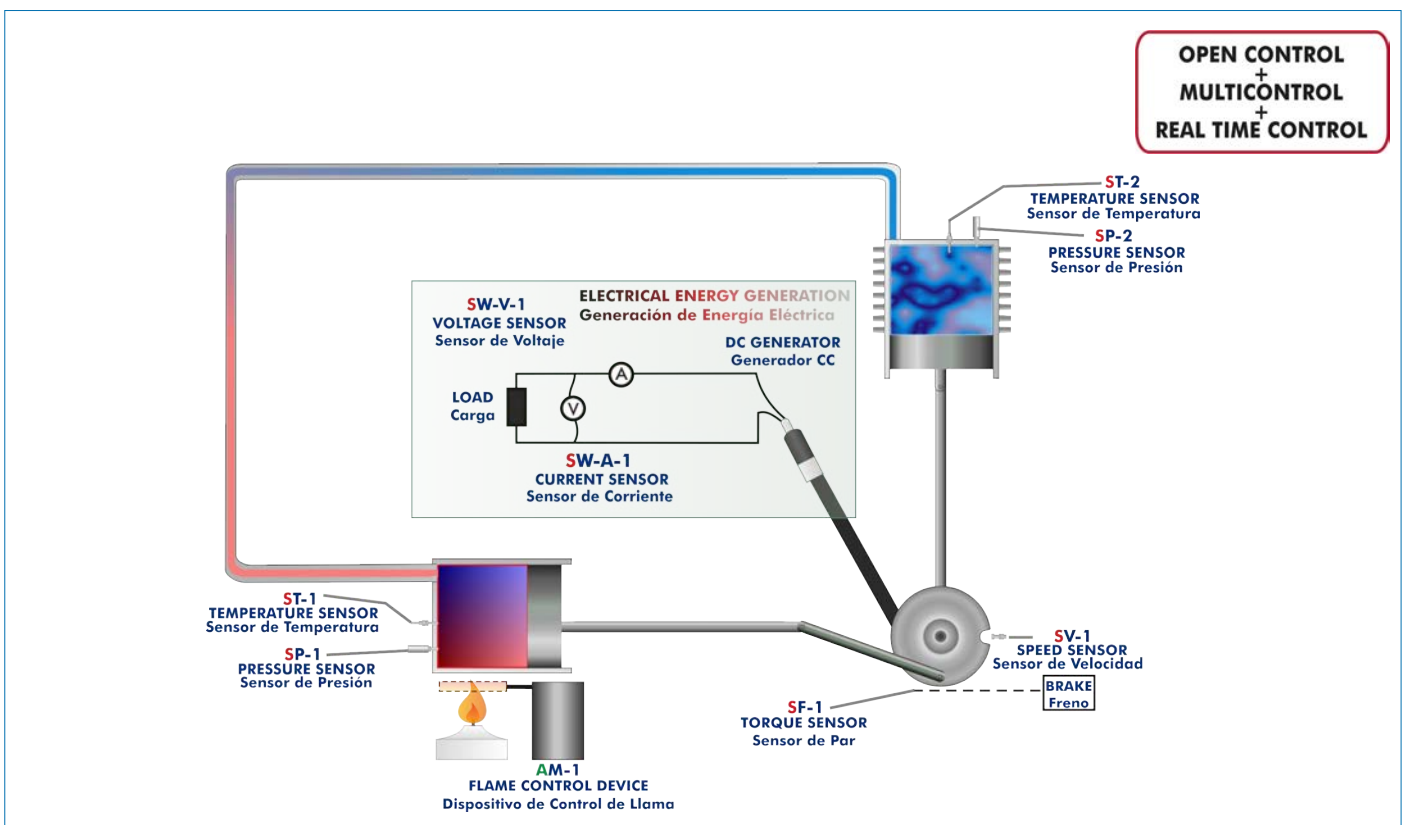 OPEN CONTROL
+
MULTICONTROL
+
REAL TIME CONTROL
ST-2
TEMPERATURE SENSOR
Sensor de Temperatura
SP-2
PRESSURE SENSOR
Sensor de Presión
SW-V-1
VOLTAGE SENSOR
Sensor de Voltaje
ELECTRICAL ENERGY GENERATION
Generación de Energía Eléctrica
DC GENERATOR
Generador CC
A
LOAD
Carga
V
SW-A-1
CURRENT SENSOR
Sensor de Corriente
ST-1
TEMPERATURE SENSOR
Sensor de Temperatura
SP-1
PRESSURE SENSOR
Sensor de Presión
SV-1
SPEED SENSOR
Sensor de Velocidad
BRAKE
Freno
SF-1
TORQUE SENSOR
Sensor de Par
AM-1
FLAME CONTROL DEVICE
Dispositivo de Control de Llama